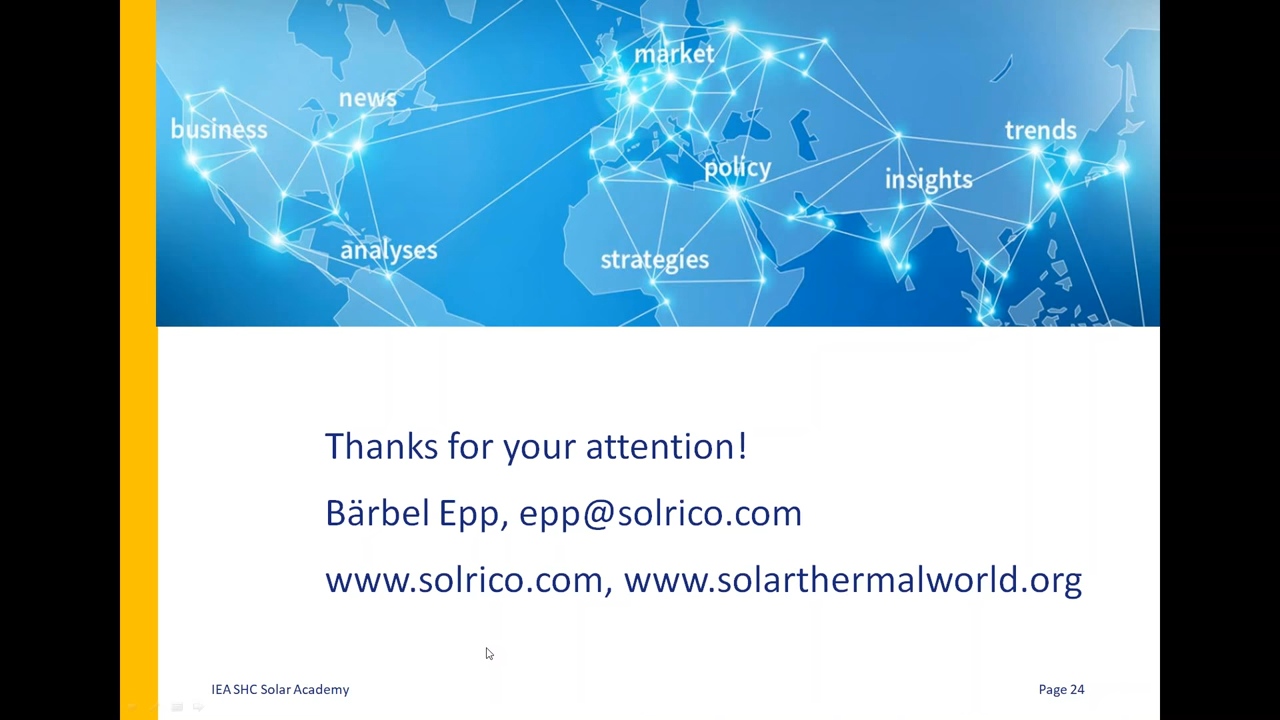 market
news
business
trends
policy
insights
analyses
strategies
Thanks for your attention!
Bärbel Epp, epp@solrico.com
www.solrico.com, www.solarthermalworld.org
IEA SHC Solar Academy
Page 24